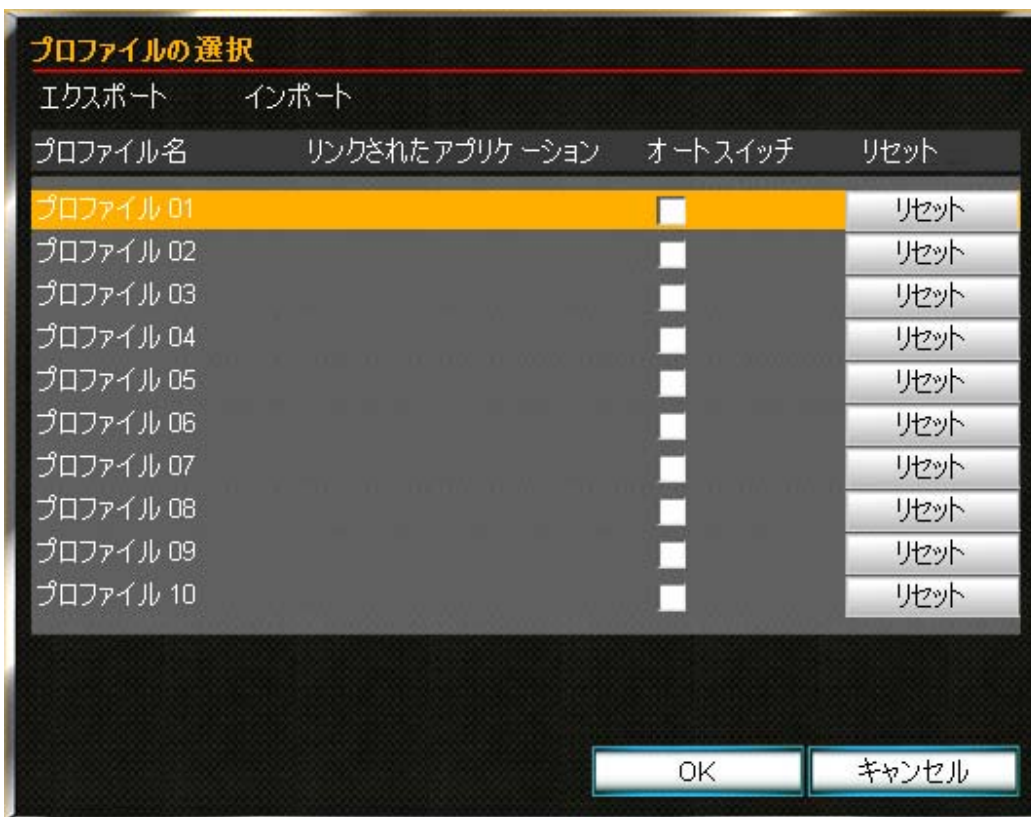 プロファイルの選択
エクスポート インポート
プロファイル名 リンクされたアプリケーション オートスイッチ リセット
プロファイル 01 リセット
プロファイル 02 リセット
プロファイル 03 リセット
プロファイル 04 リセット
プロファイル 05 リセット
プロファイル 06 リセット
プロファイル 07 リセット
プロファイル 08 リセット
プロファイル 09 リセット
プロファイル 10 リセット
OK キャンセル